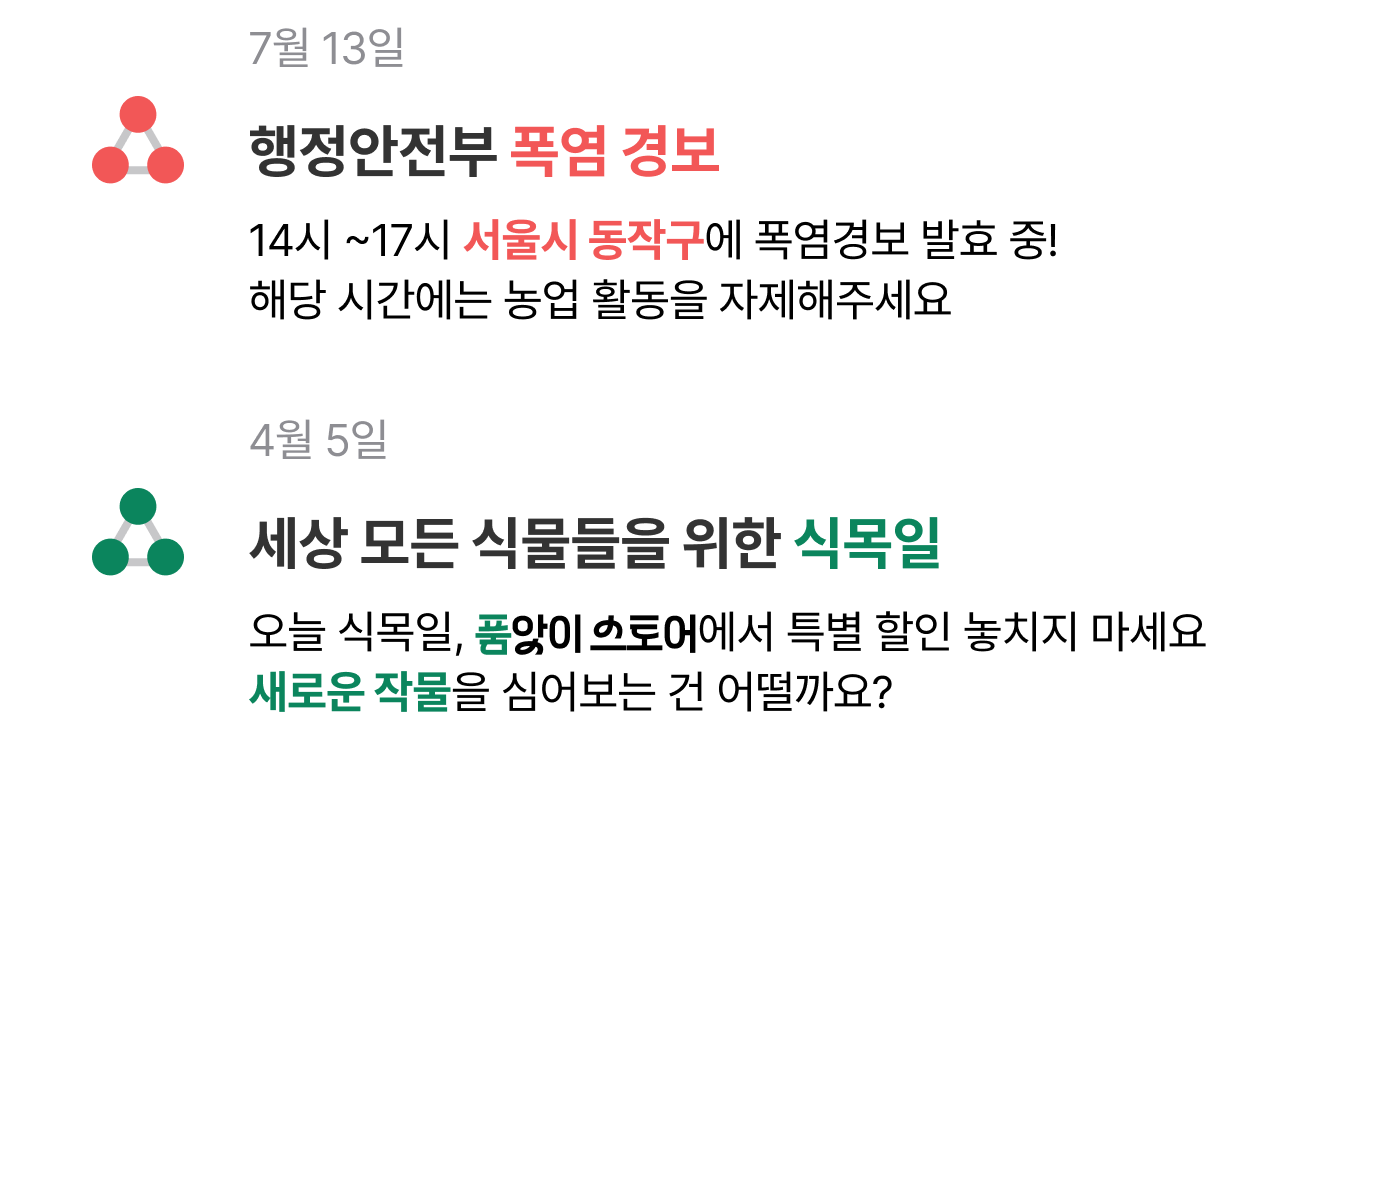 7월 13일
행정안전부 폭염 경보
14시 ~17시 서울시 동작구에 폭염경보 발효 중!
해당 시간에는 농업 활동을 자제해주세요
4월 5일
세상 모든 식물들을 위한 식목일
오늘 식목일, 품앗이 스토어에서 특별 할인 놓치지 마세요
새로운 작물을 심어보는 건 어떨까요?